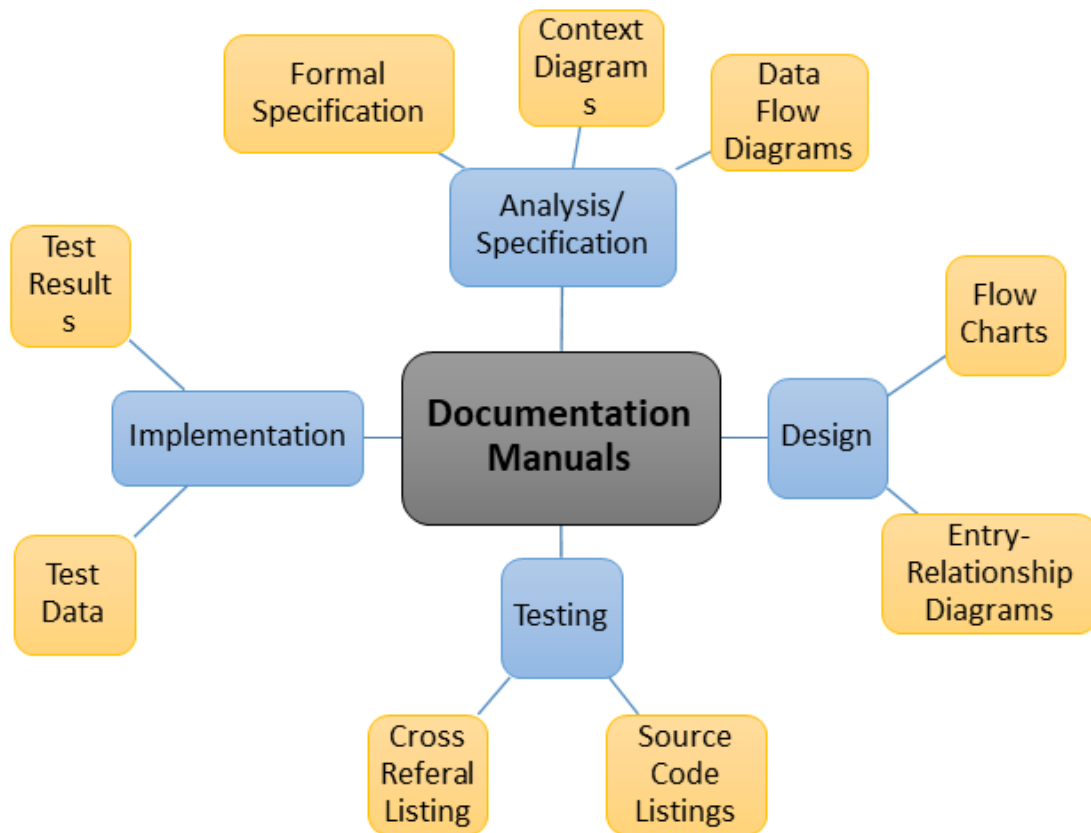 Formal
Specification
Context
Diagram
s
Data
Flow
Diagrams
Analysis/
Specification
Test
Result
s
Flow
Charts
Implementation
Documentation
Manuals
Design
Test
Data
Entry-
Relationship
Diagrams
Testing
Cross
Referal
Listing
Source
Code
Listings